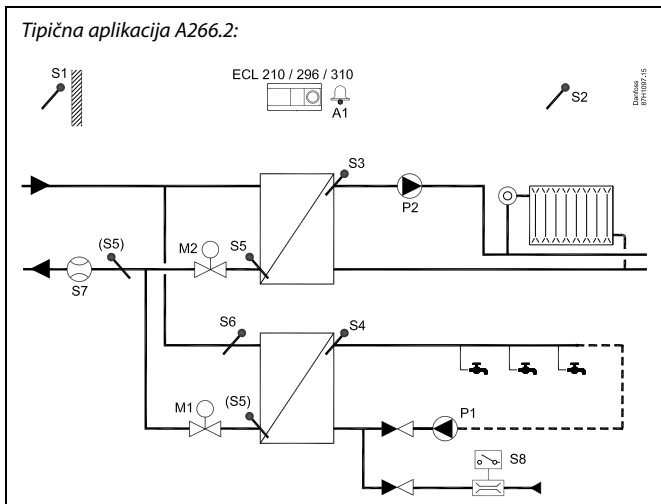 Tipična aplikacija A266.2:
S1
ECL 210 / 296 / 310
A1
S2
Danfoss
87H1097.15
S3
P2
(S5)
M2
S5
S7
S6
S4
M1
(S5)
P1
S8